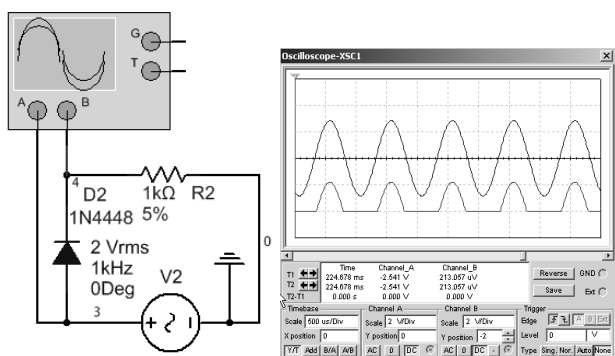 G
T
A
B
4
D2
1kΩ
R2
1N4448
5%
2 Vrms
1kHz
0Deg
V2
0
3
Oscilloscope-XSC1
Time Channel_A Channel_B
T1 224.678 ms -2.541 V 213.057 uV
T2 224.678 ms -2.541 V 213.057 uV
T2-T1 0.000 s 0.000 V 0.000 V
Reverse
GND
Save
Ext
Timebase
Scale 500 us/Div
X position 0
Y/T Add B/A A/B
Channel A
Scale 2 V/Div
Y position 0
AC 0 DC
Channel B
Scale 2 V/Div
Y position -2
AC 0 DC -
Trigger
Edge A B Ext
Level 0 V
Type Sing. Nor. Auto None